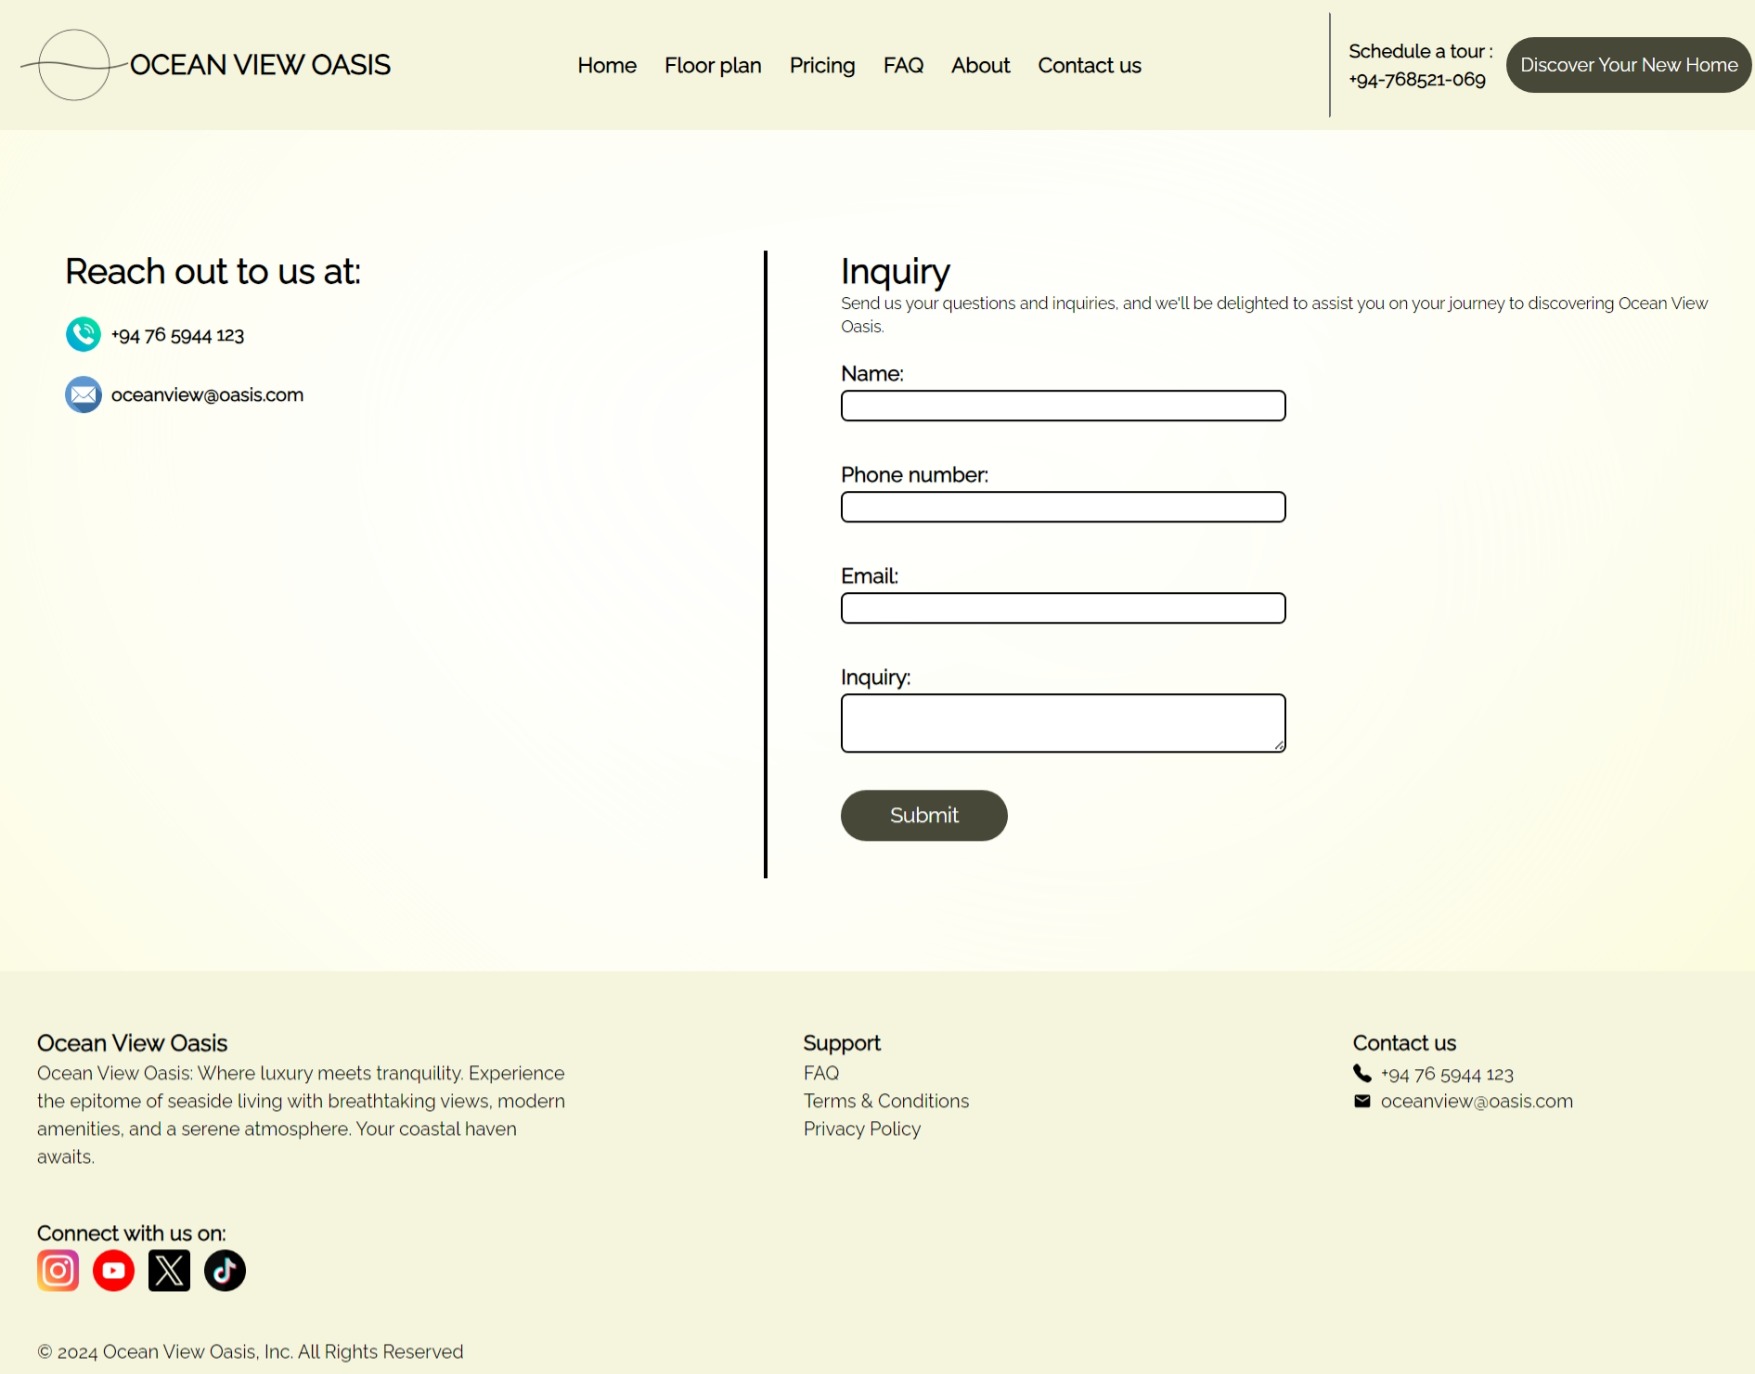 OCEAN VIEW OASIS
Home
Floor plan
Pricing
FAQ
About
Contact us
Schedule a tour :
+94-768521-069
Discover Your New Home
Reach out to us at:
+94 76 5944 123
oceanview@oasis.com
Inquiry
Send us your questions and inquiries, and we'll be delighted to assist you on your journey to discovering Ocean View
Oasis.
Name:
Phone number:
Email:
Inquiry:
Submit
Ocean View Oasis
Ocean View Oasis: Where luxury meets tranquility. Experience
the epitome of seaside living with breathtaking views, modern
amenities, and a serene atmosphere. Your coastal haven
awaits.
Connect with us on:
Support
FAQ
Terms & Conditions
Privacy Policy
Contact us
+94 76 5944 123
oceanview@oasis.com
© 2024 Ocean View Oasis, Inc. All Rights Reserved